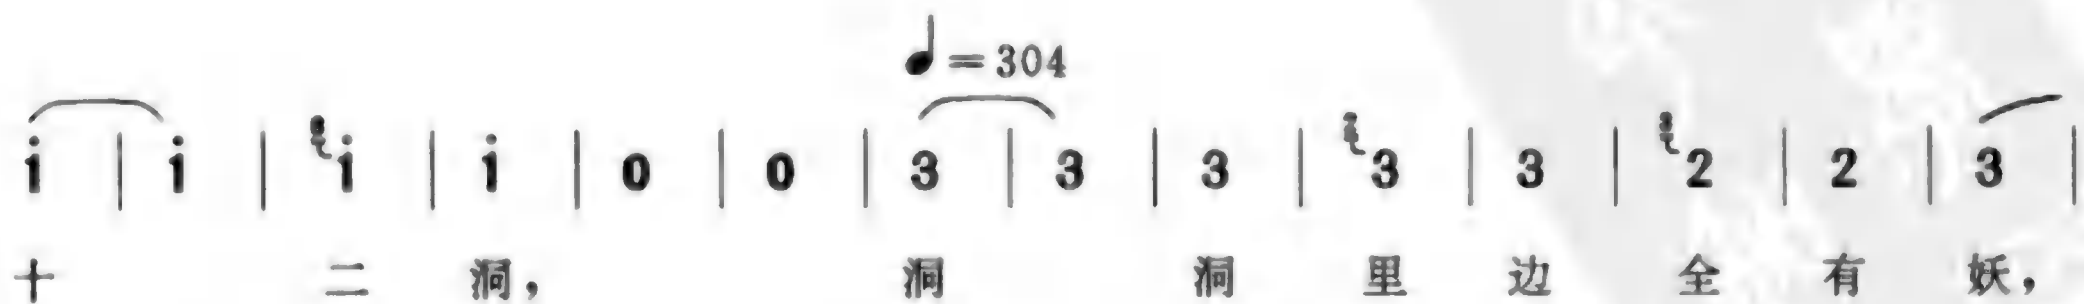 ♩=304
i | i | i | i | 0 | 0 | 3 | 3 | 3 | 3 | 3 | 2 | 2 | 3 |
十 二 洞， 洞 洞 里 边 全 有 妖，